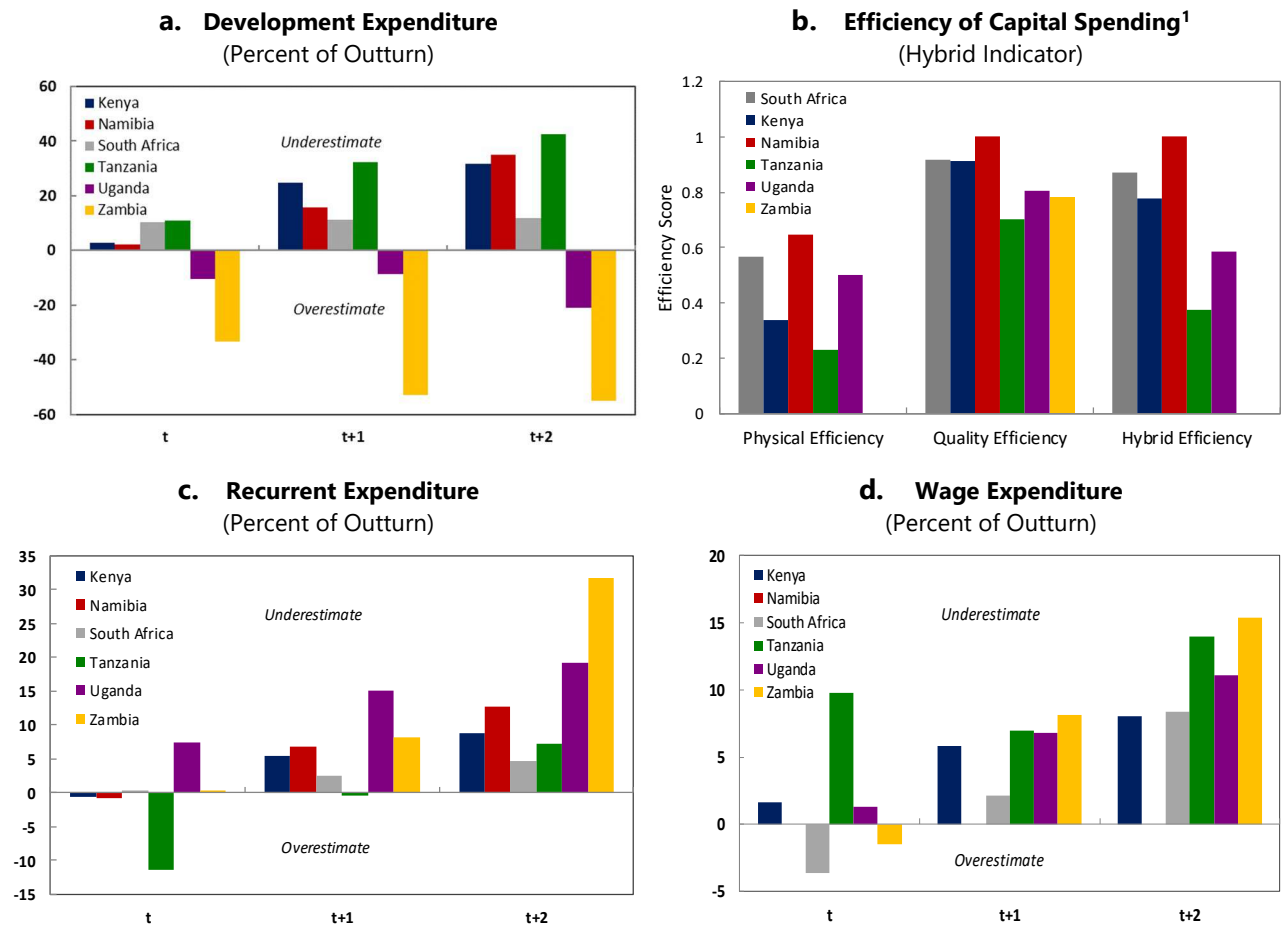 a. Development Expenditure
(Percent of Outturn)
60
40
20
0
-20
-40
-60
Kenya
Namibia
South Africa
Tanzania
Uganda
Zambia
Underestimate
Overestimate
t
t+1
t+2
b. Efficiency of Capital Spending¹
(Hybrid Indicator)
Efficiency Score
1.2
1
0.8
0.6
0.4
0.2
0
South Africa
Kenya
Namibia
Tanzania
Uganda
Zambia
Physical Efficiency
Quality Efficiency
Hybrid Efficiency
c. Recurrent Expenditure
(Percent of Outturn)
35
30
25
20
15
10
5
0
-5
-10
-15
Kenya
Namibia
South Africa
Tanzania
Uganda
Zambia
Underestimate
Overestimate
t
t+1
t+2
d. Wage Expenditure
(Percent of Outturn)
20
15
10
5
0
-5
Kenya
Namibia
South Africa
Tanzania
Uganda
Zambia
Underestimate
Overestimate
t
t+1
t+2